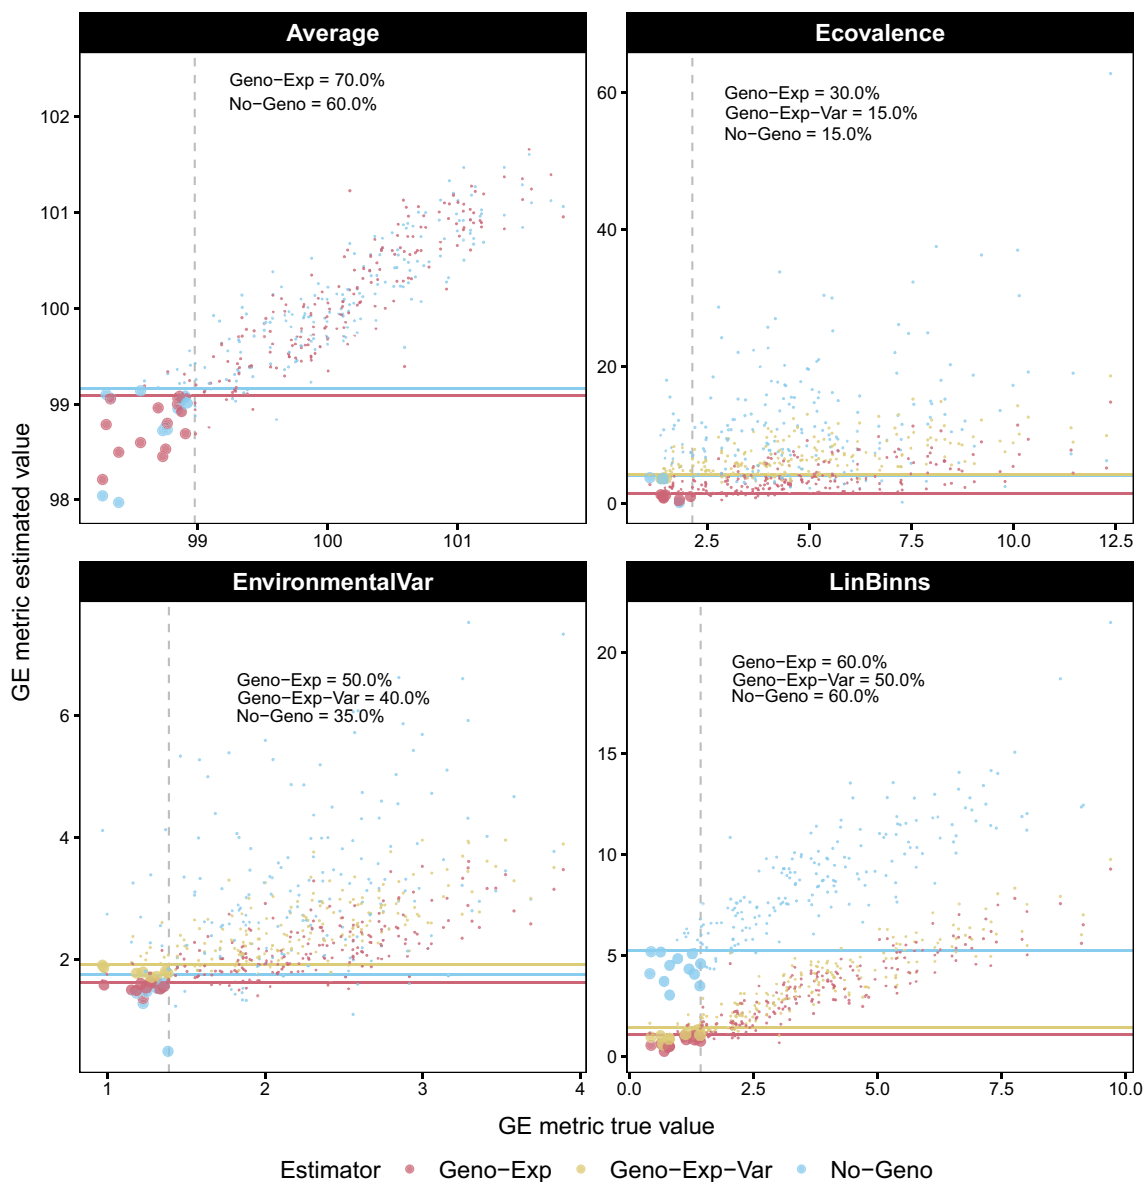 Average
Ecovalence
Geno−Exp = 70.0%
No−Geno = 60.0%
Geno−Exp = 30.0%
Geno−Exp−Var = 15.0%
No−Geno = 15.0%
102
101
100
99
98
60
40
20
0
99
100
101
2.5
5.0
7.5
10.0
12.5
GE metric estimated value
EnvironmentalVar
LinBinns
Geno−Exp = 50.0%
Geno−Exp−Var = 40.0%
No−Geno = 35.0%
Geno−Exp = 60.0%
Geno−Exp−Var = 50.0%
No−Geno = 60.0%
6
4
2
20
15
10
5
0
1
2
3
4
0.0
2.5
5.0
7.5
10.0
GE metric true value
Estimator
Geno−Exp
Geno−Exp−Var
No−Geno